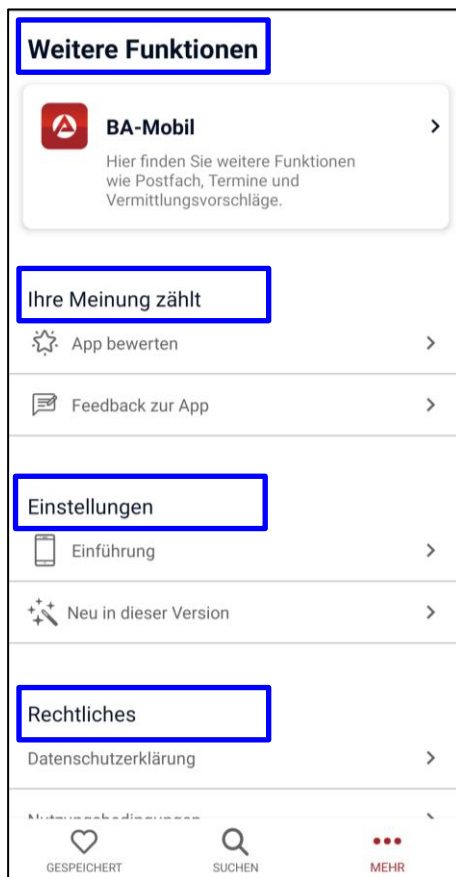 Weitere Funktionen
BA-Mobil
Hier finden Sie weitere Funktionen
wie Postfach, Termine und
Vermittlungsvorschläge.
Ihre Meinung zählt
App bewerten
Feedback zur App
Einstellungen
Einführung
Neu in dieser Version
Rechtliches
Datenschutzerklärung
Nutzungsbedingungen
GESPEICHERT
SUCHEN
MEHR